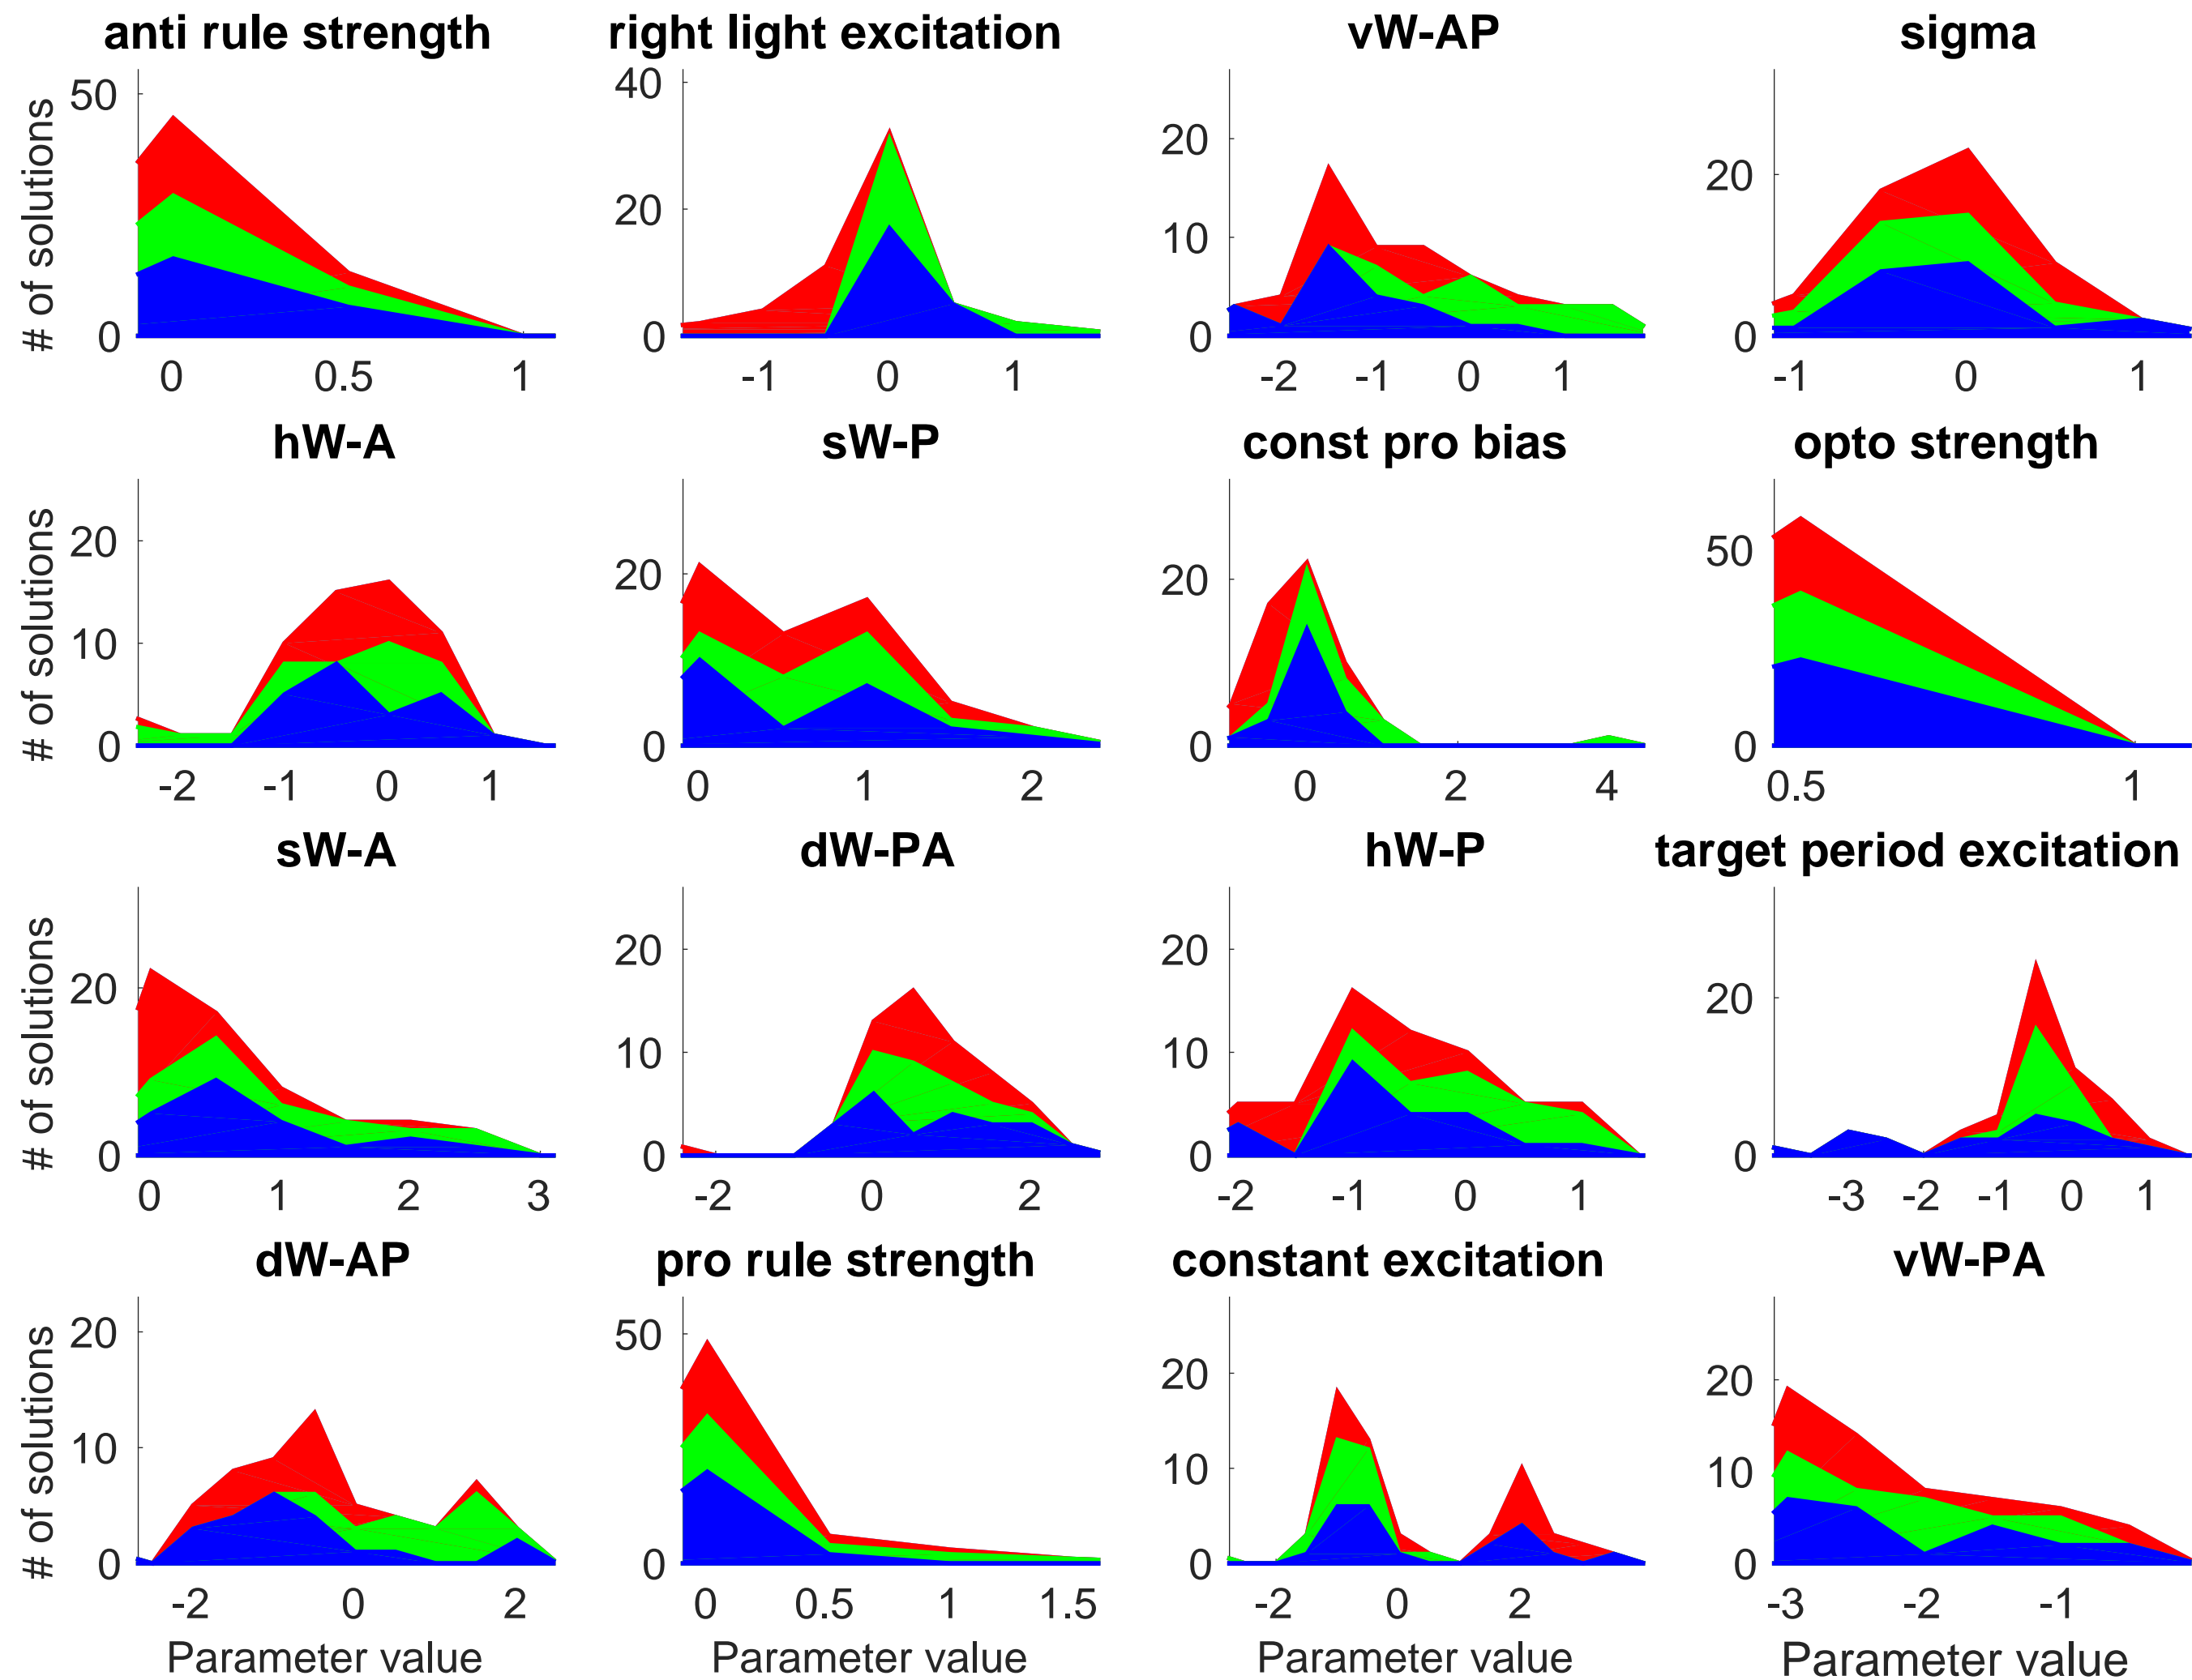 anti rule strength
right light excitation
vW-AP
sigma
# of solutions
50
0
0 0.5 1
40
20
0
-1 0 1
20
10
0
-2 -1 0 1
20
0
-1 0 1
hW-A
sW-P
const pro bias
opto strength
# of solutions
20
10
0
-2 -1 0 1
20
0
0 1 2
20
0
0 2 4
50
0
0.5 1
sW-A
dW-PA
hW-P
target period excitation
# of solutions
20
0
0 1 2 3
20
10
0
-2 0 2
20
10
0
-2 -1 0 1
20
0
-3 -2 -1 0 1
dW-AP
pro rule strength
constant excitation
vW-PA
# of solutions
20
10
0
-2 0 2
Parameter value
50
0
0 0.5 1 1.5
Parameter value
20
10
0
-2 0 2
Parameter value
20
10
0
-3 -2 -1
Parameter value